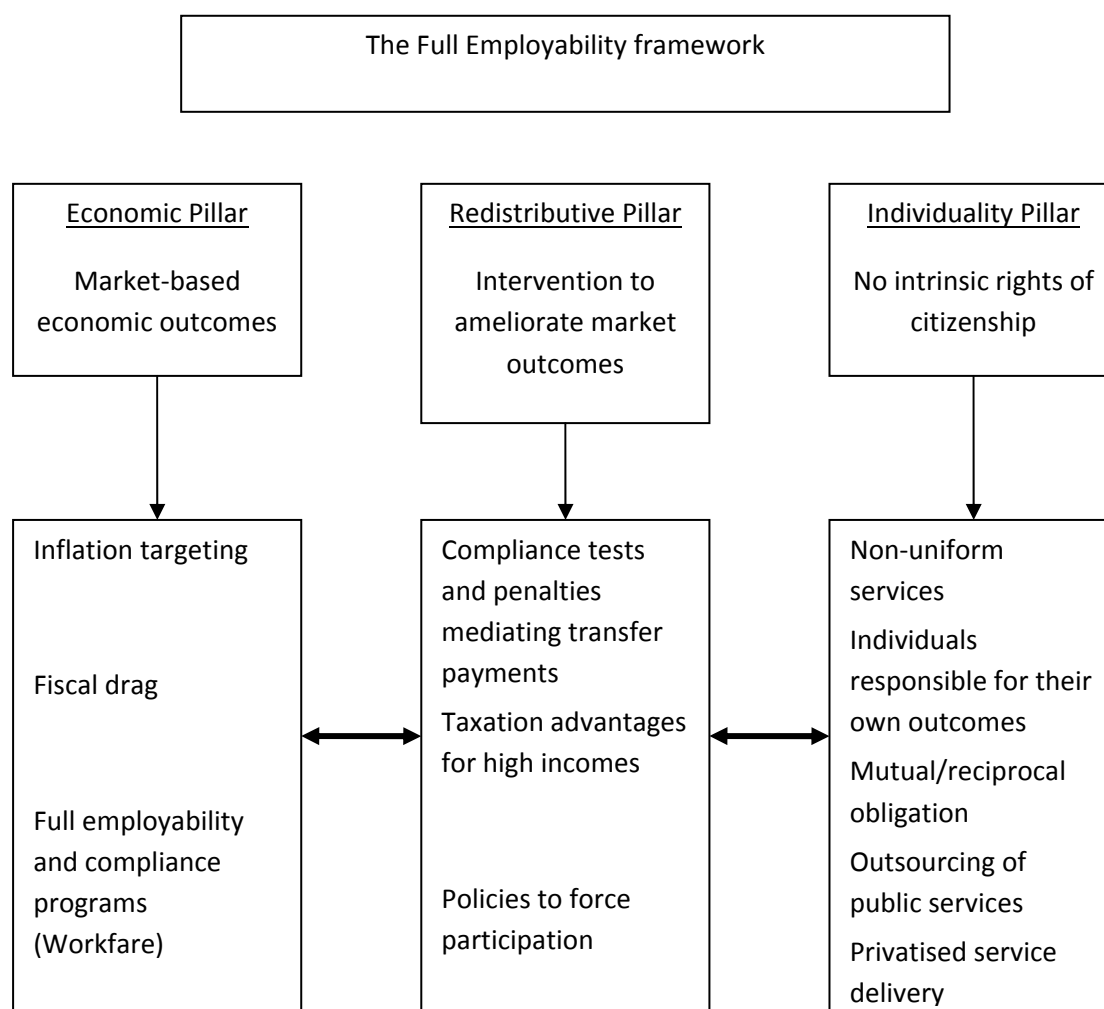 The Full Employability framework
Economic Pillar
Market-based
economic outcomes
Redistributive Pillar
Intervention to
ameliorate market
outcomes
Individuality Pillar
No intrinsic rights of
citizenship
Inflation targeting
Fiscal drag
Full employability
and compliance
programs
(Workfare)
Compliance tests
and penalties
mediating transfer
payments
Taxation advantages
for high incomes
Policies to force
participation
Non-uniform
services
Individuals
responsible for their
own outcomes
Mutual/reciprocal
obligation
Outsourcing of
public services
Privatised service
delivery